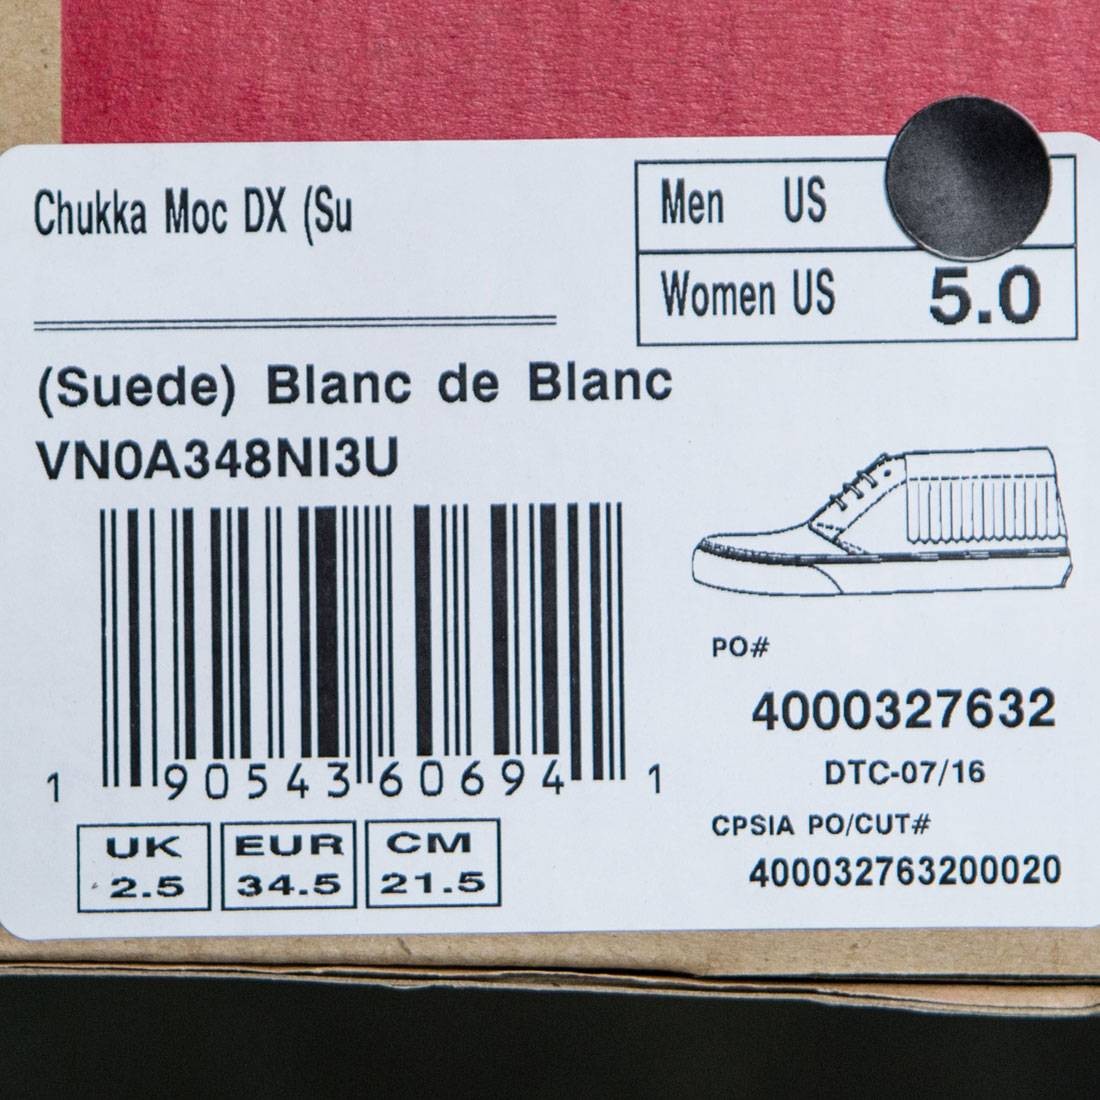 Chukka Moc DX (Su
Men US
Women US 5.0
(Suede) Blanc de Blanc
VN0A348NI3U
PO#
4000327632
DTC-07/16
1 90543 60694 1
CPSIA PO/CUT#
400032763200020
UK EUR CM
2.5 34.5 21.5